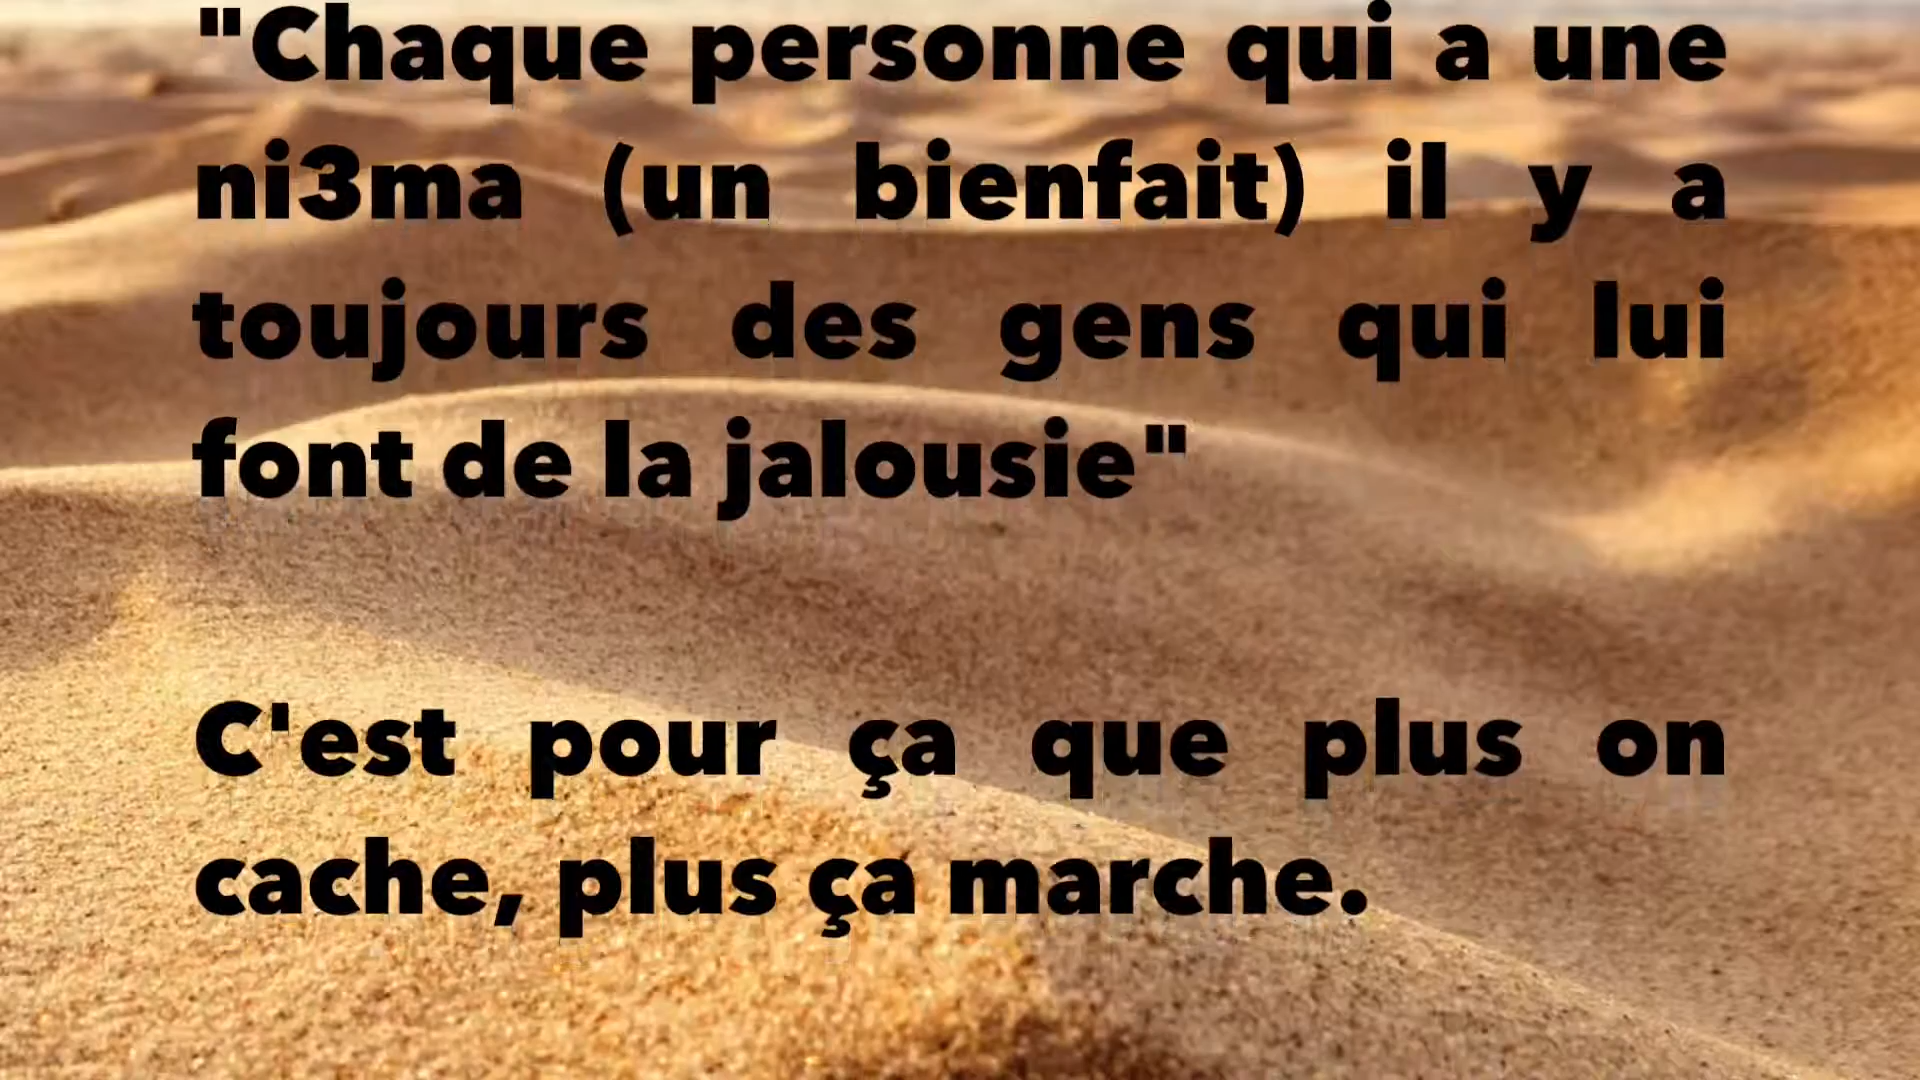 "Chaque personne qui a une
ni3ma (un bienfait) il y a
toujours des gens qui lui
font de la jalousie"
C'est pour ça que plus on
cache, plus ça marche.